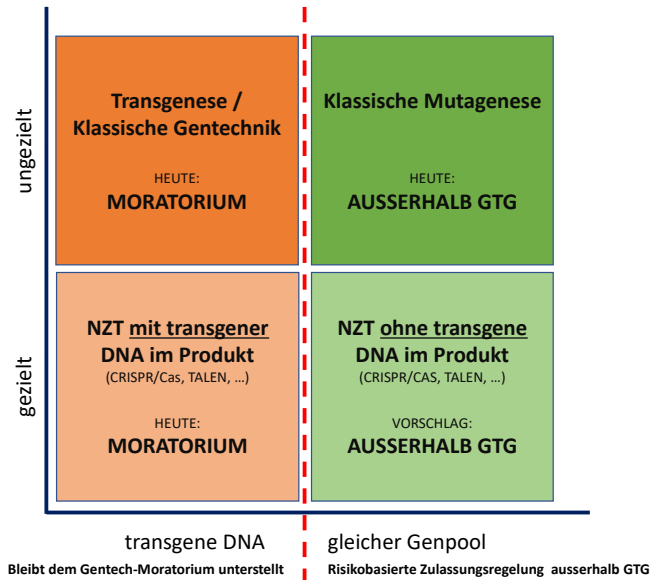 ungezielt
Transgenese /
Klassische Gentechnik
HEUTE:
MORATORIUM
Klassische Mutagenese
HEUTE:
AUSSERHALB GTG
gezielt
NZT mit transgener
DNA im Produkt
(CRISPR/Cas, TALEN, …)
HEUTE:
MORATORIUM
NZT ohne transgene
DNA im Produkt
(CRISPR/CAS, TALEN, …)
VORSCHLAG:
AUSSERHALB GTG
transgene DNA
gleicher Genpool
Bleibt dem Gentech-Moratorium unterstellt
Risikobasierte Zulassungsregelung ausserhalb GTG